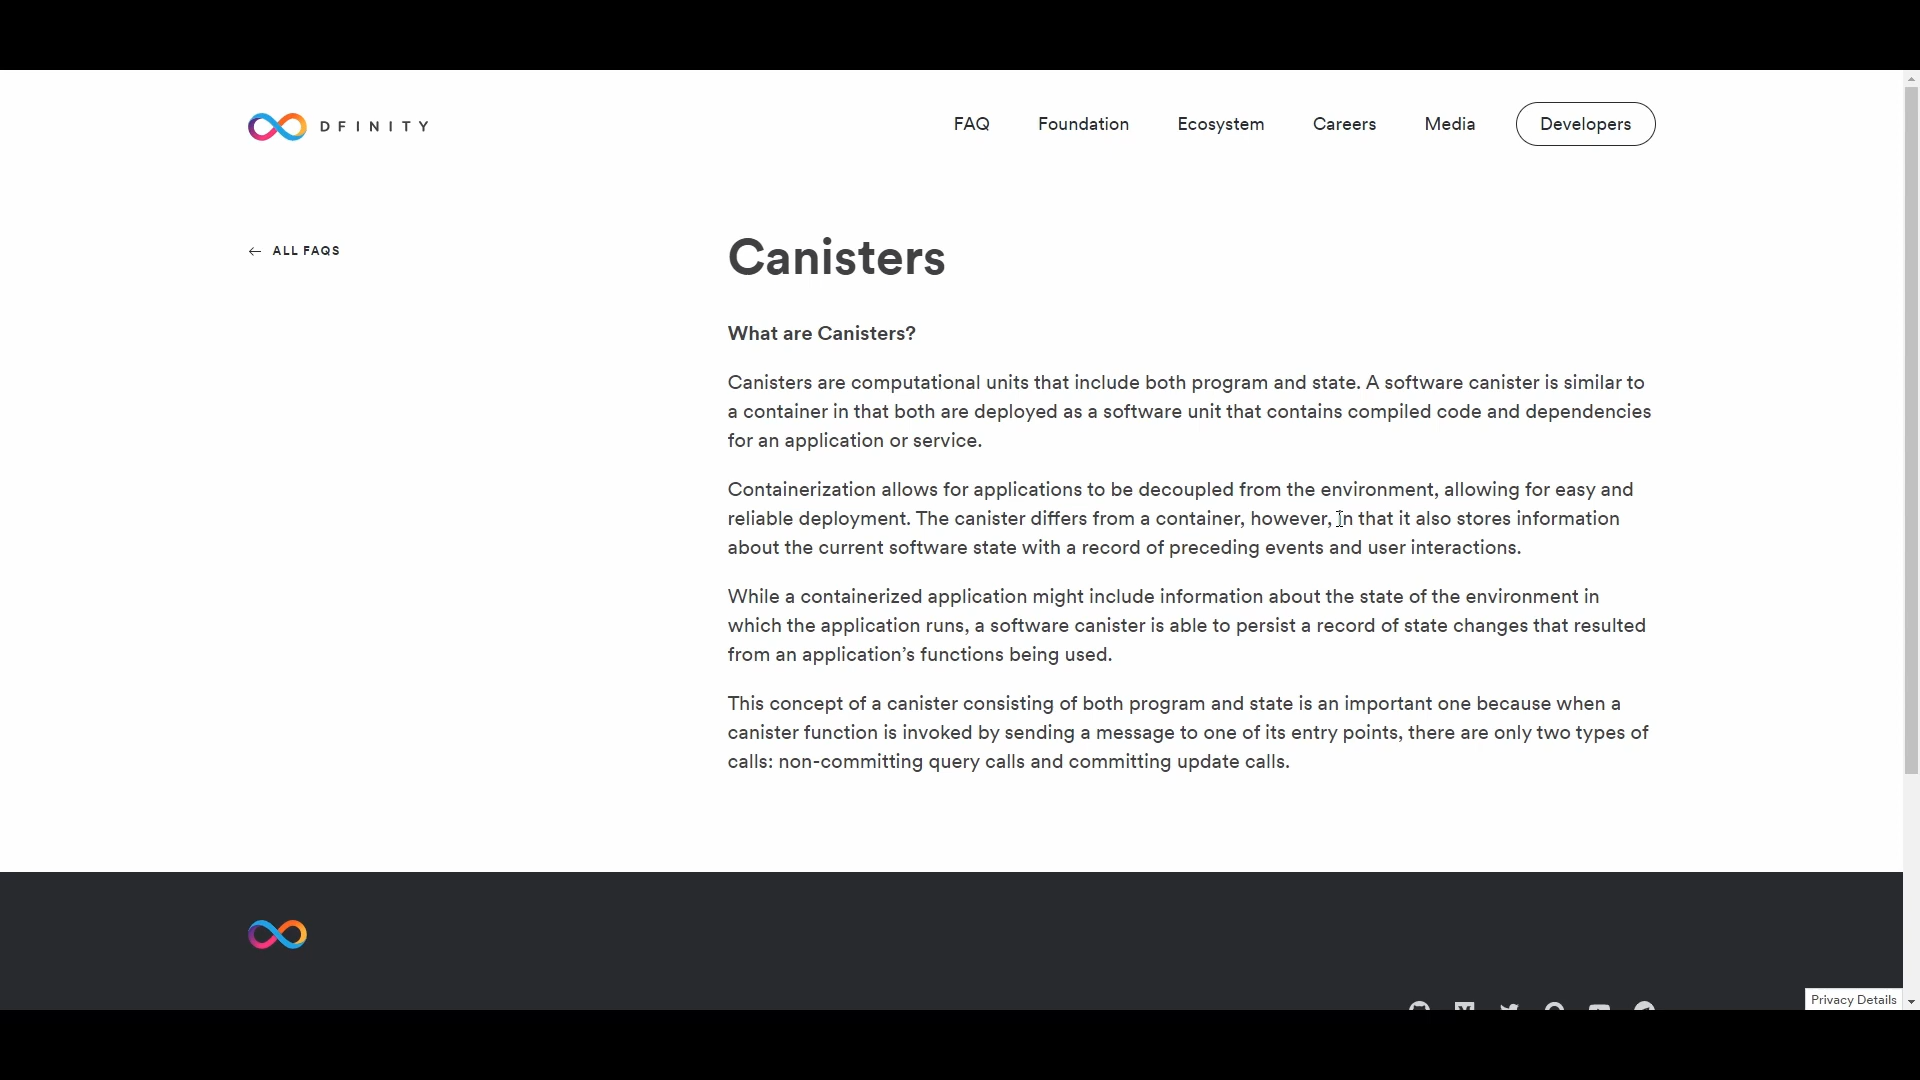 DFINITY
FAQ
Foundation
Ecosystem
Careers
Media
Developers
← ALL FAQS
Canisters
What are Canisters?
Canisters are computational units that include both program and state. A software canister is similar to
a container in that both are deployed as a software unit that contains compiled code and dependencies
for an application or service.
Containerization allows for applications to be decoupled from the environment, allowing for easy and
reliable deployment. The canister differs from a container, however, in that it also stores information
about the current software state with a record of preceding events and user interactions.
While a containerized application might include information about the state of the environment in
which the application runs, a software canister is able to persist a record of state changes that resulted
from an application’s functions being used.
This concept of a canister consisting of both program and state is an important one because when a
canister function is invoked by sending a message to one of its entry points, there are only two types of
calls: non-committing query calls and committing update calls.
Privacy Details